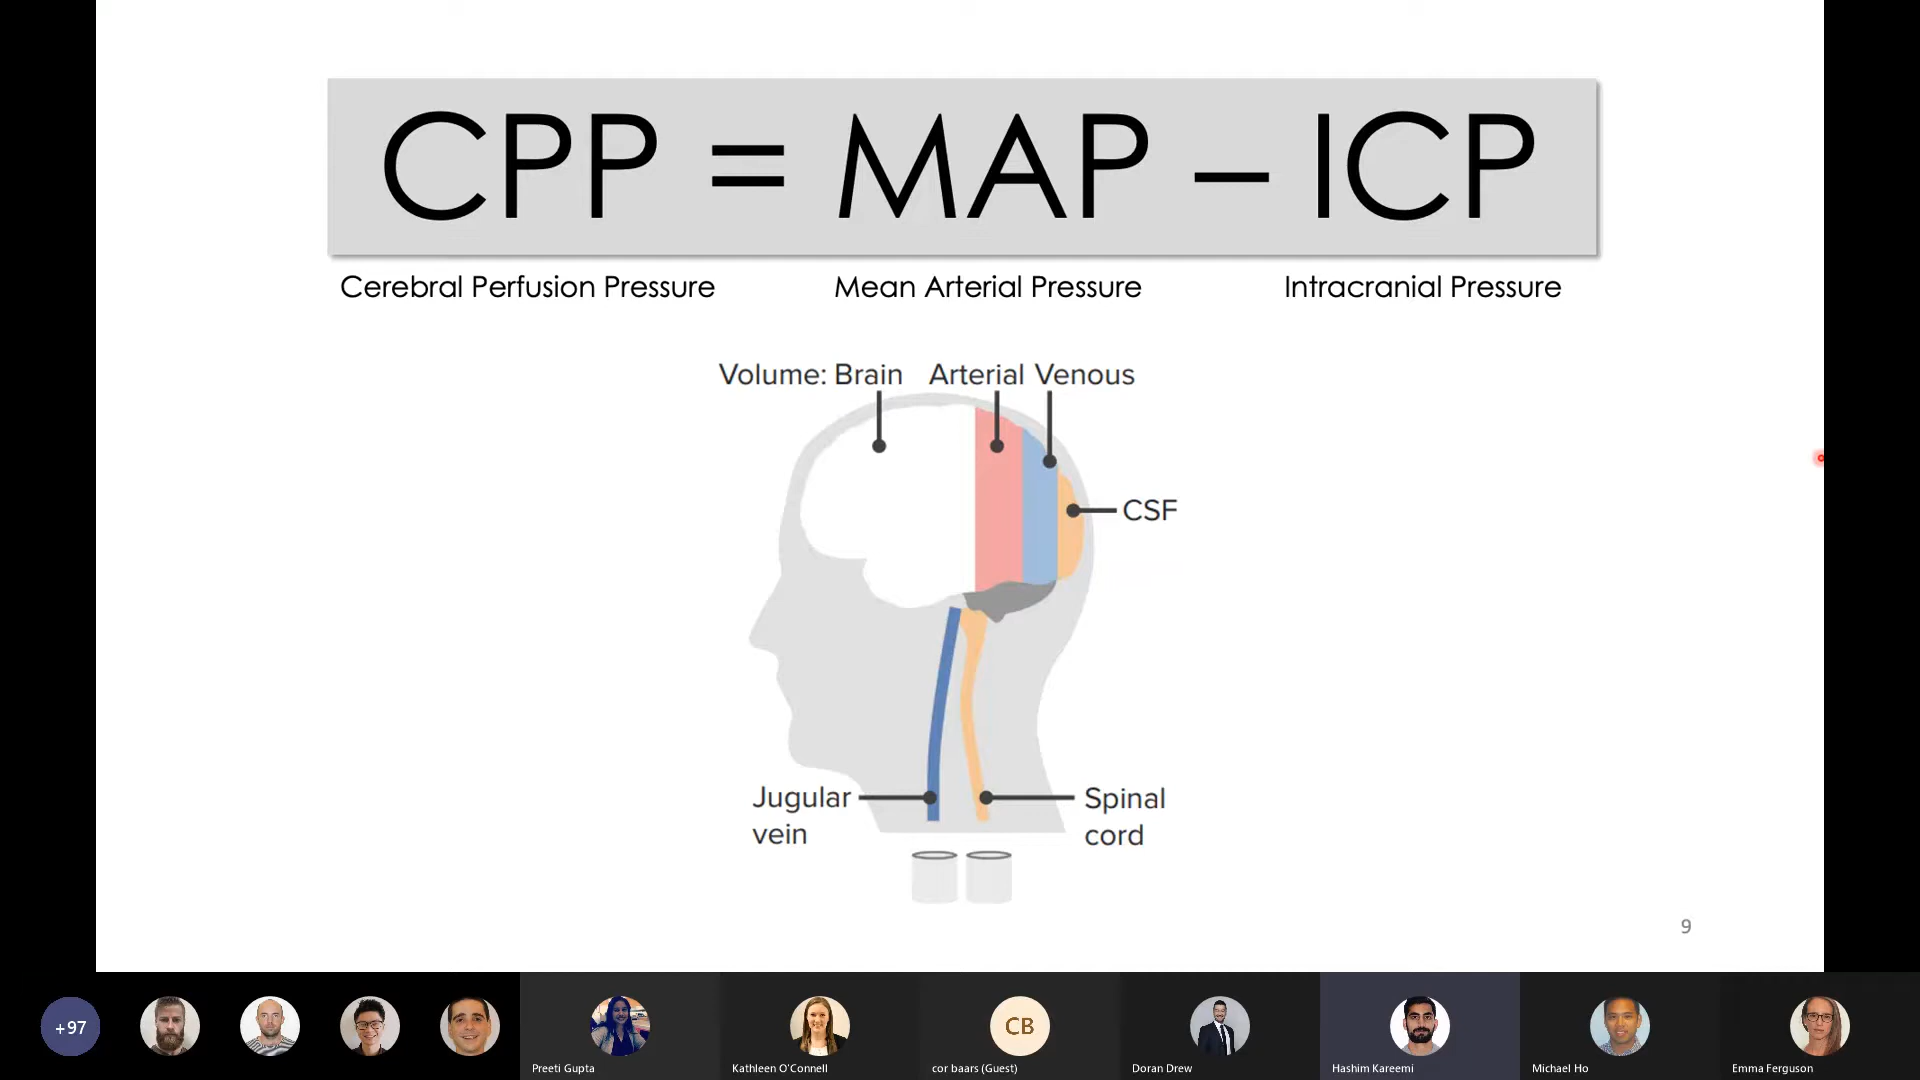 CPP = MAP – ICP
Cerebral Perfusion Pressure Mean Arterial Pressure Intracranial Pressure
Volume: Brain Arterial Venous
CSF
Jugular
vein
Spinal
cord
9
+97
CB
Preeti Gupta
Kathleen O'Connell
cor baars (Guest)
Doran Drew
Hashim Kareemi
Michael Ho
Emma Ferguson